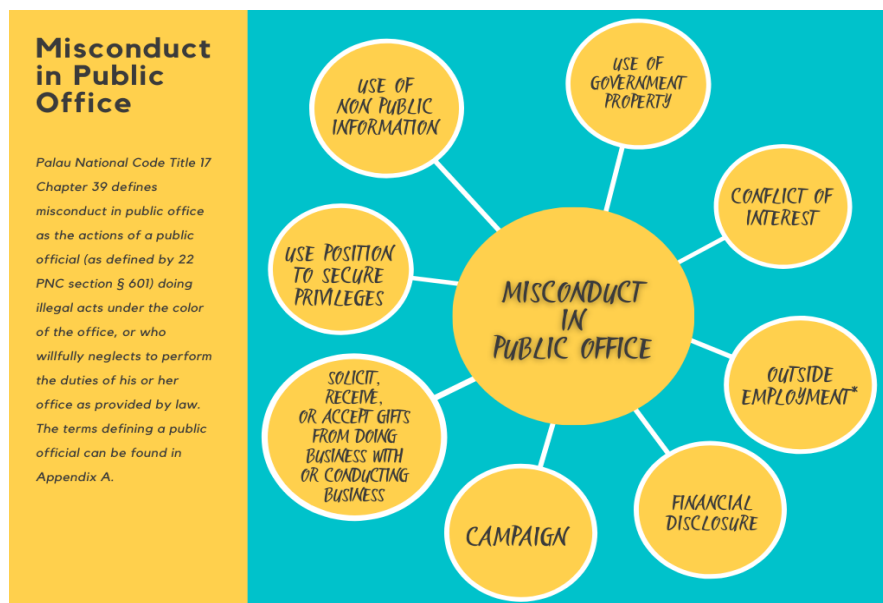 Misconduct
in Public
Office
Palau National Code Title 17
Chapter 39 defines
misconduct in public office
as the actions of a public
official (as defined by 22
PNC section § 601) doing
illegal acts under the color
of the office, or who
willfully neglects to perform
the duties of his or her
office as provided by law.
The terms defining a public
official can be found in
Appendix A.
USE OF
NON PUBLIC
INFORMATION
USE OF
GOVERNMENT
PROPERTY
CONFLICT OF
INTEREST
USE POSITION
TO SECURE
PRIVILEGES
MISCONDUCT
IN
PUBLIC OFFICE
OUTSIDE
EMPLOYMENT*
SOLICIT,
RECEIVE,
OR ACCEPT GIFTS
FROM DOING
BUSINESS WITH
OR CONDUCTING
BUSINESS
CAMPAIGN
FINANCIAL
DISCLOSURE